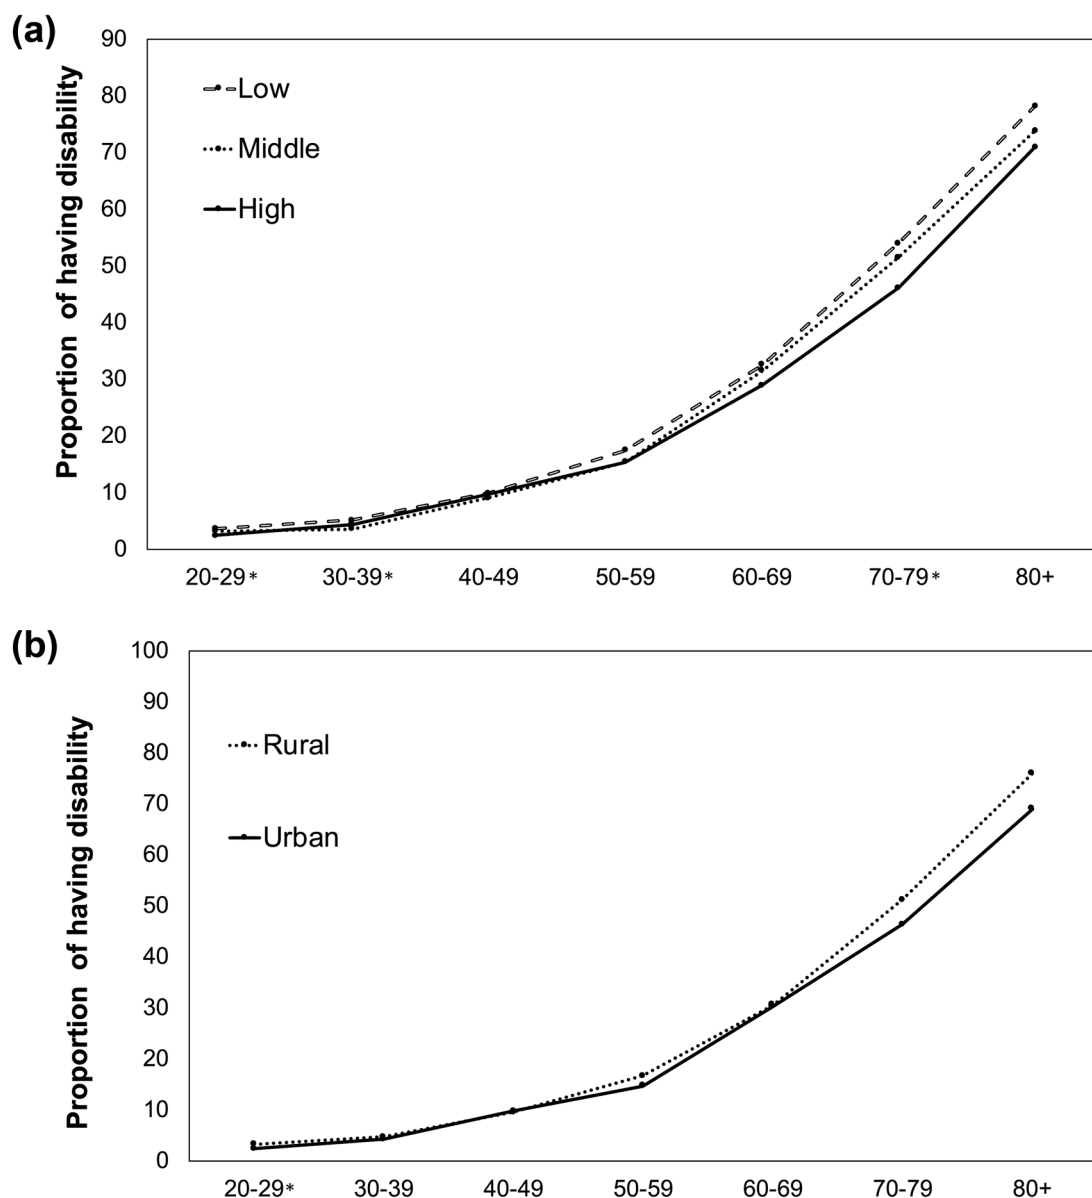 (a)
Proportion of having disability
90
80
70
60
50
40
30
20
10
0
Low
Middle
High
20-29* 30-39* 40-49 50-59 60-69 70-79* 80+
(b)
Proportion of having disability
100
90
80
70
60
50
40
30
20
10
0
Rural
Urban
20-29* 30-39 40-49 50-59 60-69 70-79 80+